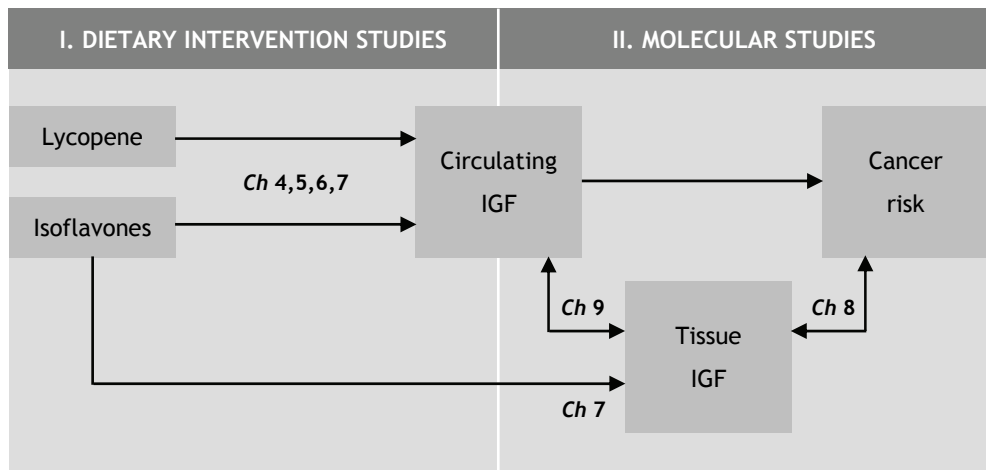 I. DIETARY INTERVENTION STUDIES
II. MOLECULAR STUDIES
Lycopene
Ch 4,5,6,7
Isoflavones
Circulating
IGF
Cancer
risk
Ch 9
Ch 8
Tissue
IGF
Ch 7